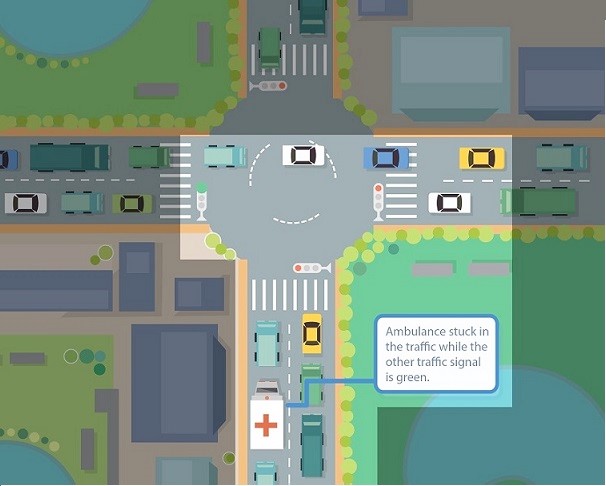 Ambulance stuck in
the traffic while the
other traffic signal
is green.